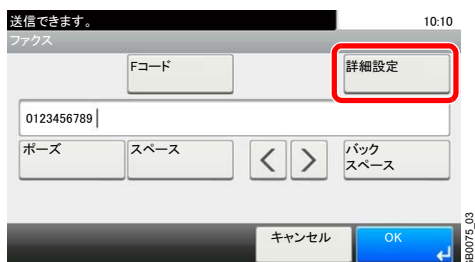 送信できます。 10:10
ファクス
Fコード 詳細設定
0123456789
ポーズ スペース バック
スペース
キャンセル OK